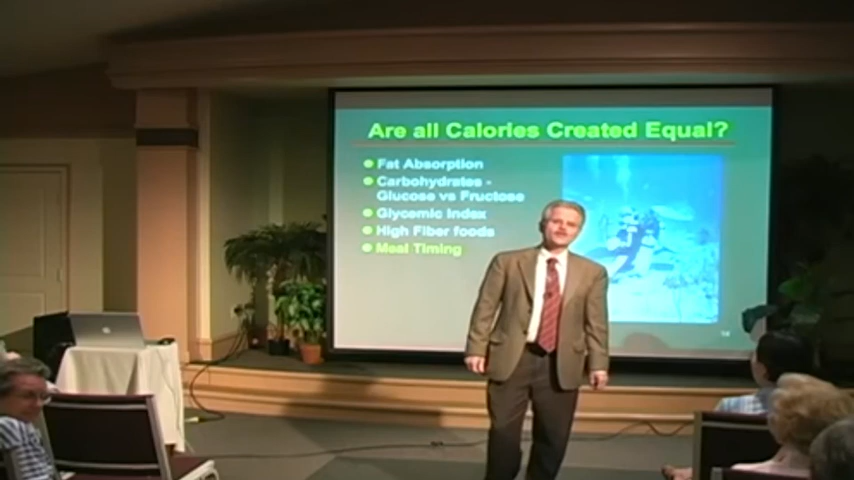 Are all Calories Created Equal?
Fat Absorption
Carbohydrates -
Glucose vs Fructose
Glycemic Index
High Fiber foods
Meal Timing